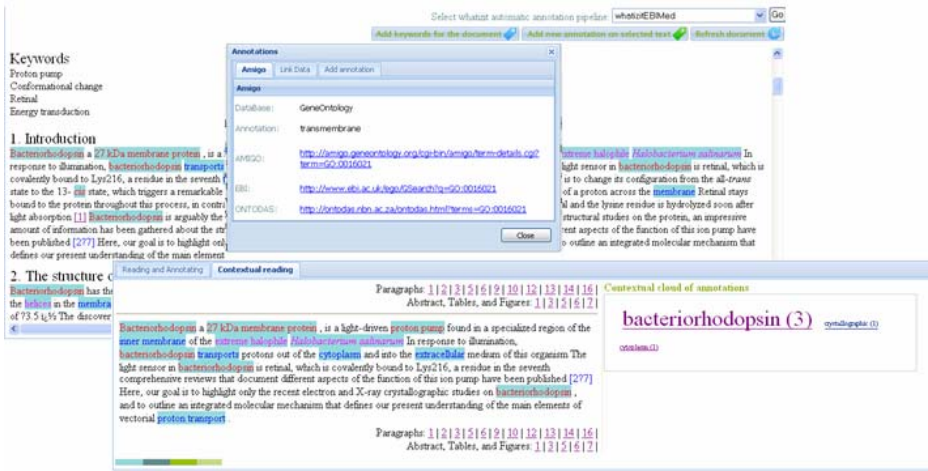 Select whatizit automatic annotation pipeline: whatizitEBIMed Go
Add keywords for the document Add new annotation on selected text Refresh document
Keywords
Proton pump
Conformational change
Retinal
Energy transduction
1. Introduction
Bacteriorhodopsin a 27 kDa membrane protein , is a
response to illumination, bacteriorhodopsin transports
covalently bound to Lys216, a residue in the seventh
state to the 13- cis state, which triggers a remarkable
bound to the protein throughout this process, in contra
light absorption [1] Bacteriorhodopsin is arguably the
amount of information has been gathered about the str
been published [277] Here, our goal is to highlight onl
defines our present understanding of the main element
2. The structure o
Bacteriorhodopsin has the
the helices in the membra
of ?3.5 ï¿½ The discover
Annotations
Amigo Link Data Add annotation
Amigo
DataBase: GeneOntology
Annotation: transmembrane
AMIGO: http://amigo.geneontology.org/cgi-bin/amigo/term-details.cgi?
term=GO:0016021
EBI: http://www.ebi.ac.uk/ego/QSearch?q=GO:0016021
ONTODAS: http://ontodas.nbn.ac.za/ontodas.html?terms=GO:0016021
Close
extreme halophile Halobacterium salinarum In
light sensor in bacteriorhodopsin is retinal, which is
is to change its configuration from the all-trans
of a proton across the membrane Retinal stays
al and the lysine residue is hydrolyzed soon after
structural studies on the protein, an impressive
rent aspects of the function of this ion pump have
o outline an integrated molecular mechanism that
Reading and Annotating Contextual reading
Paragraphs: 1 | 2 | 3 | 5 | 6 | 9 | 10 | 12 | 13 | 14 | 16 |
Abstract, Tables, and Figures: 1 | 3 | 5 | 6 | 7 |
Bacteriorhodopsin a 27 kDa membrane protein , is a light-driven proton pump found in a specialized region of the
inner membrane of the extreme halophile Halobacterium salinarum In response to illumination,
bacteriorhodopsin transports protons out of the cytoplasm and into the extracellular medium of this organism The
light sensor in bacteriorhodopsin is retinal, which is covalently bound to Lys216, a residue in the seventh
comprehensive reviews that document different aspects of the function of this ion pump have been published [277]
Here, our goal is to highlight only the recent electron and X-ray crystallographic studies on bacteriorhodopsin ,
and to outline an integrated molecular mechanism that defines our present understanding of the main elements of
vectorial proton transport .
Paragraphs: 1 | 2 | 3 | 5 | 6 | 9 | 10 | 12 | 13 | 14 | 16 |
Abstract, Tables, and Figures: 1 | 3 | 5 | 6 | 7 |
Contextual cloud of annotations
bacteriorhodopsin (3) crystallographic (1)
cytoplasm (1)